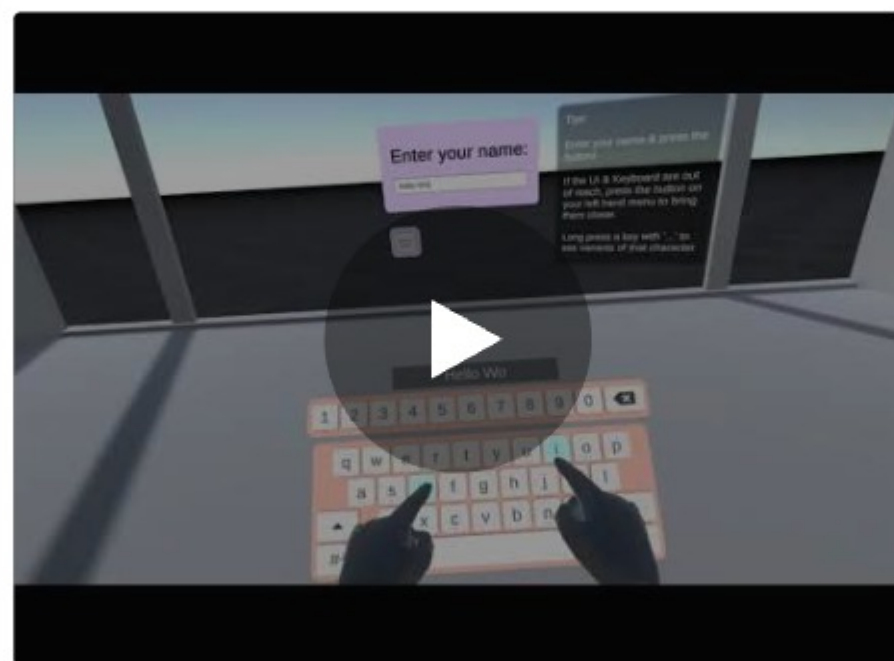 Enter your name:
Tips:
Enter your name & press the
button
If the UI & Keyboard are out
of reach, press the button on
your left hand menu to bring
them closer.
Long press a key with "..." to
see variants of that character
Hello Wo
1 2 3 4 5 6 7 8 9 0
q w e r t y u i o p
a s f g h j l
x c v b n